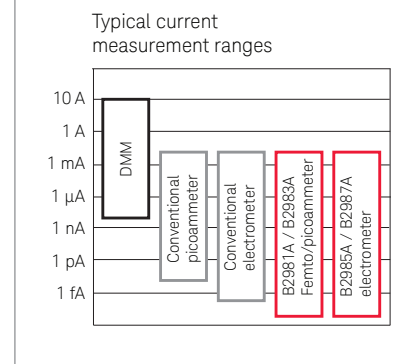 Typical current
measurement ranges
10 A
1 A
1 mA
1 µA
1 nA
1 pA
1 fA
DMM
Conventional
picoammeter
Conventional
electrometer
B2981A / B2983A
Femto/picoammeter
B2985A / B2987A
electrometer